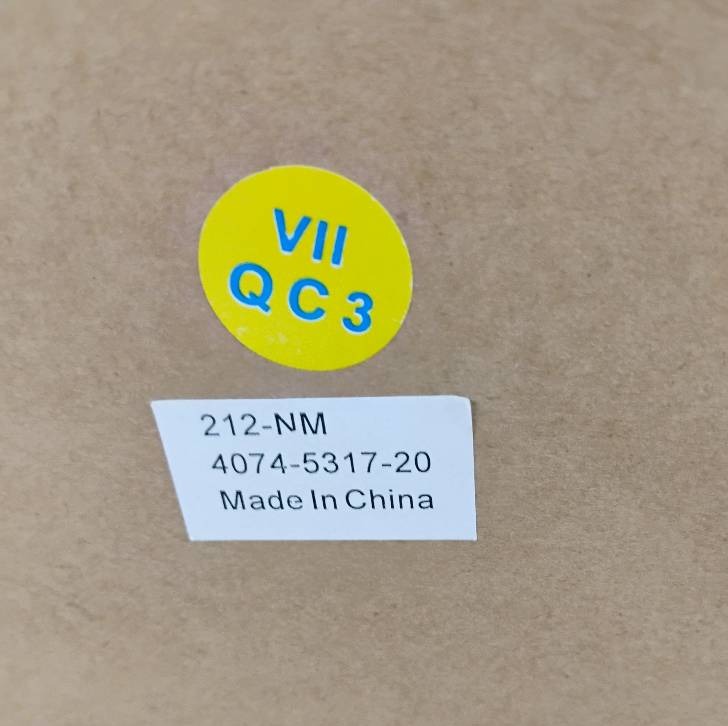 VII
QC3
212-NM
4074-5317-20
Made In China